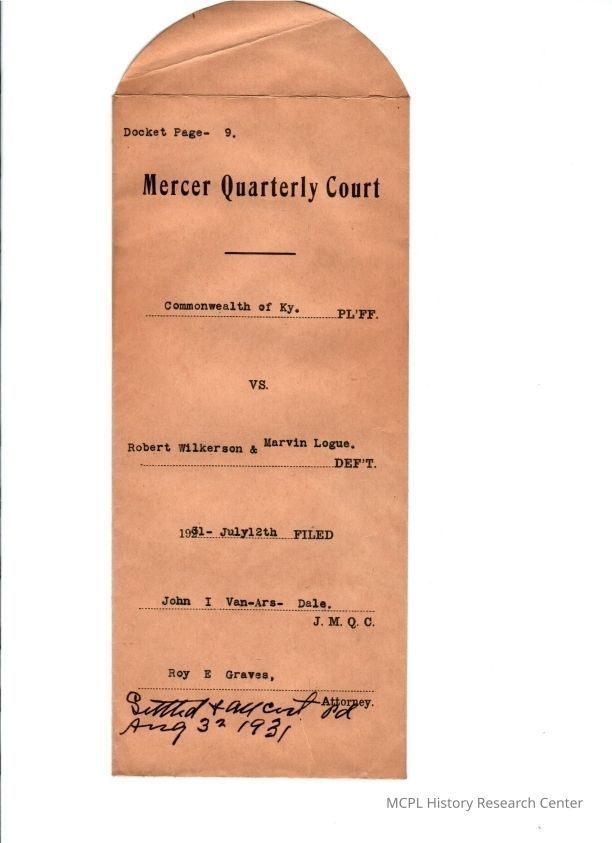 Docket Page- 9.
Mercer Quarterly Court
Commonwealth of Ky. PL'FF.
VS.
Robert Wilkerson & Marvin Logue.
DEF'T.
1931- July12th FILED
John I Van-Ars- Dale.
J. M. Q. C.
Roy E Graves,
Attorney.
Settled & all cost Pd
Aug 3rd 1931
MCPL History Research Center